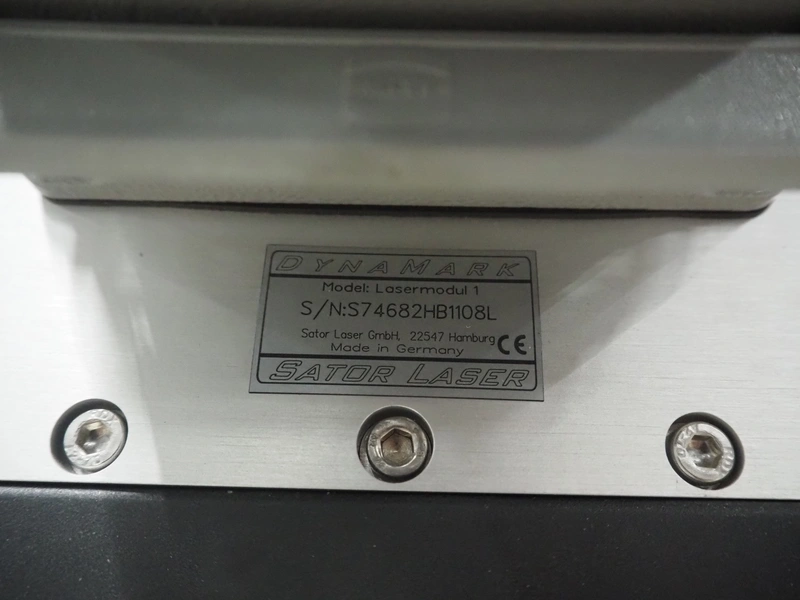 DYNAMARK
Model: Lasermodul 1
S/N:S74682HB1108L
Sator Laser GmbH, 22547 Hamburg
Made in Germany
CE
SATOR LASER